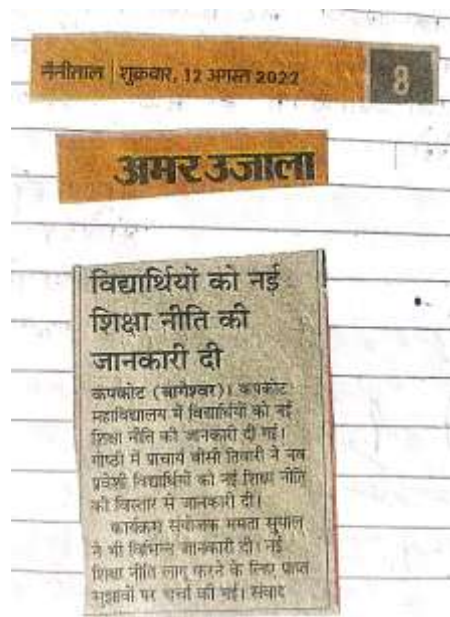 नैनीताल | शुक्रवार, 12 अगस्त 2022
8
अमर उजाला
विद्यार्थियों को नई
शिक्षा नीति की
जानकारी दी
कपकोट (बागेश्वर)। कपकोट
महाविद्यालय में विद्यार्थियों को नई
शिक्षा नीति की जानकारी दी गई।
गोष्ठी में प्राचार्य बीसी तिवारी ने नव
प्रवेशी विद्यार्थियों को नई शिक्षा नीति
की विस्तार से जानकारी दी।
कार्यक्रम संयोजक ममता सुयाल
ने भी विभिन्न जानकारी दी। नई
शिक्षा नीति लागू करने के लिए प्राप्त
सुझावों पर चर्चा की गई। संवाद